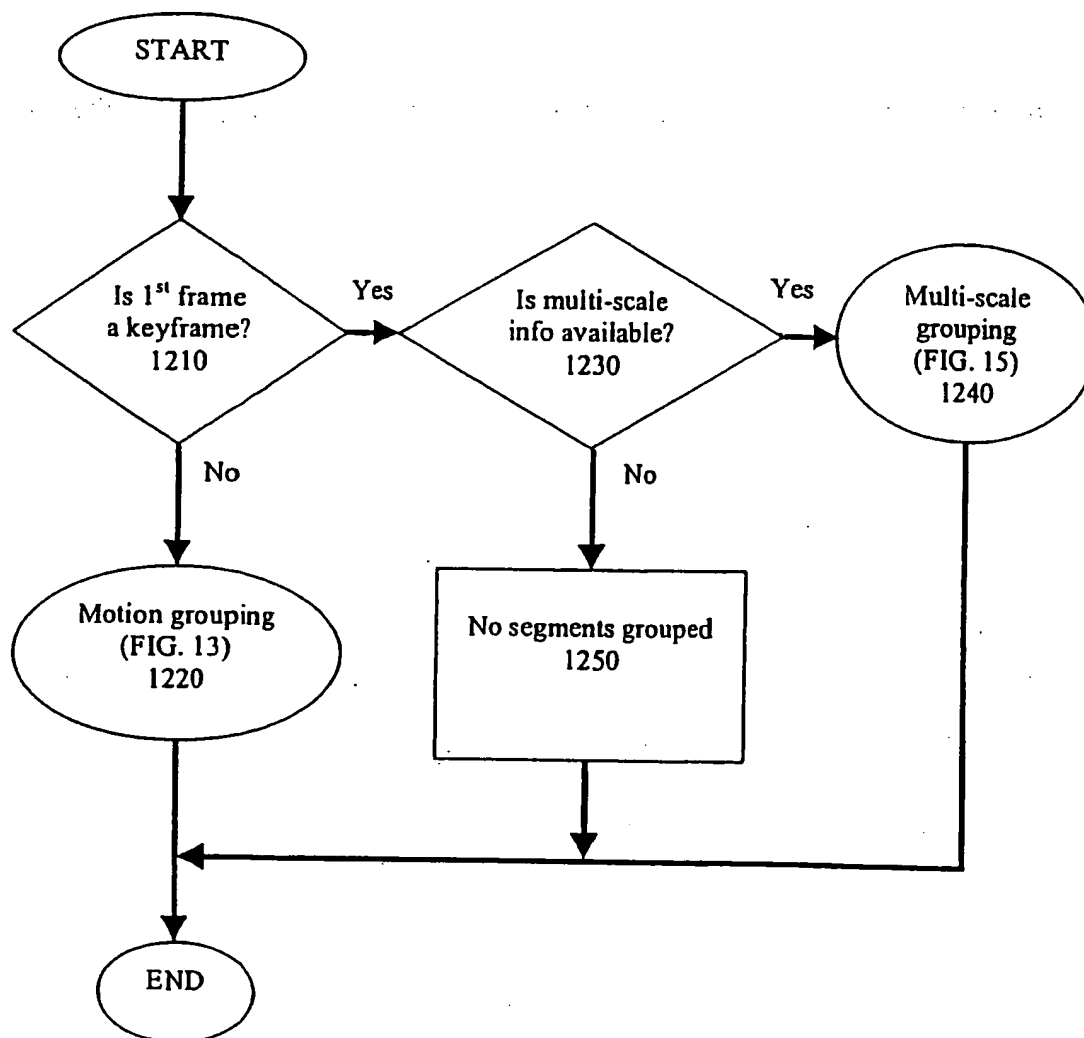 START
Is 1st frame
a keyframe?
1210
Yes
Is multi-scale
info available?
1230
Yes
Multi-scale
grouping
(FIG. 15)
1240
No
No
Motion grouping
(FIG. 13)
1220
No segments grouped
1250
END